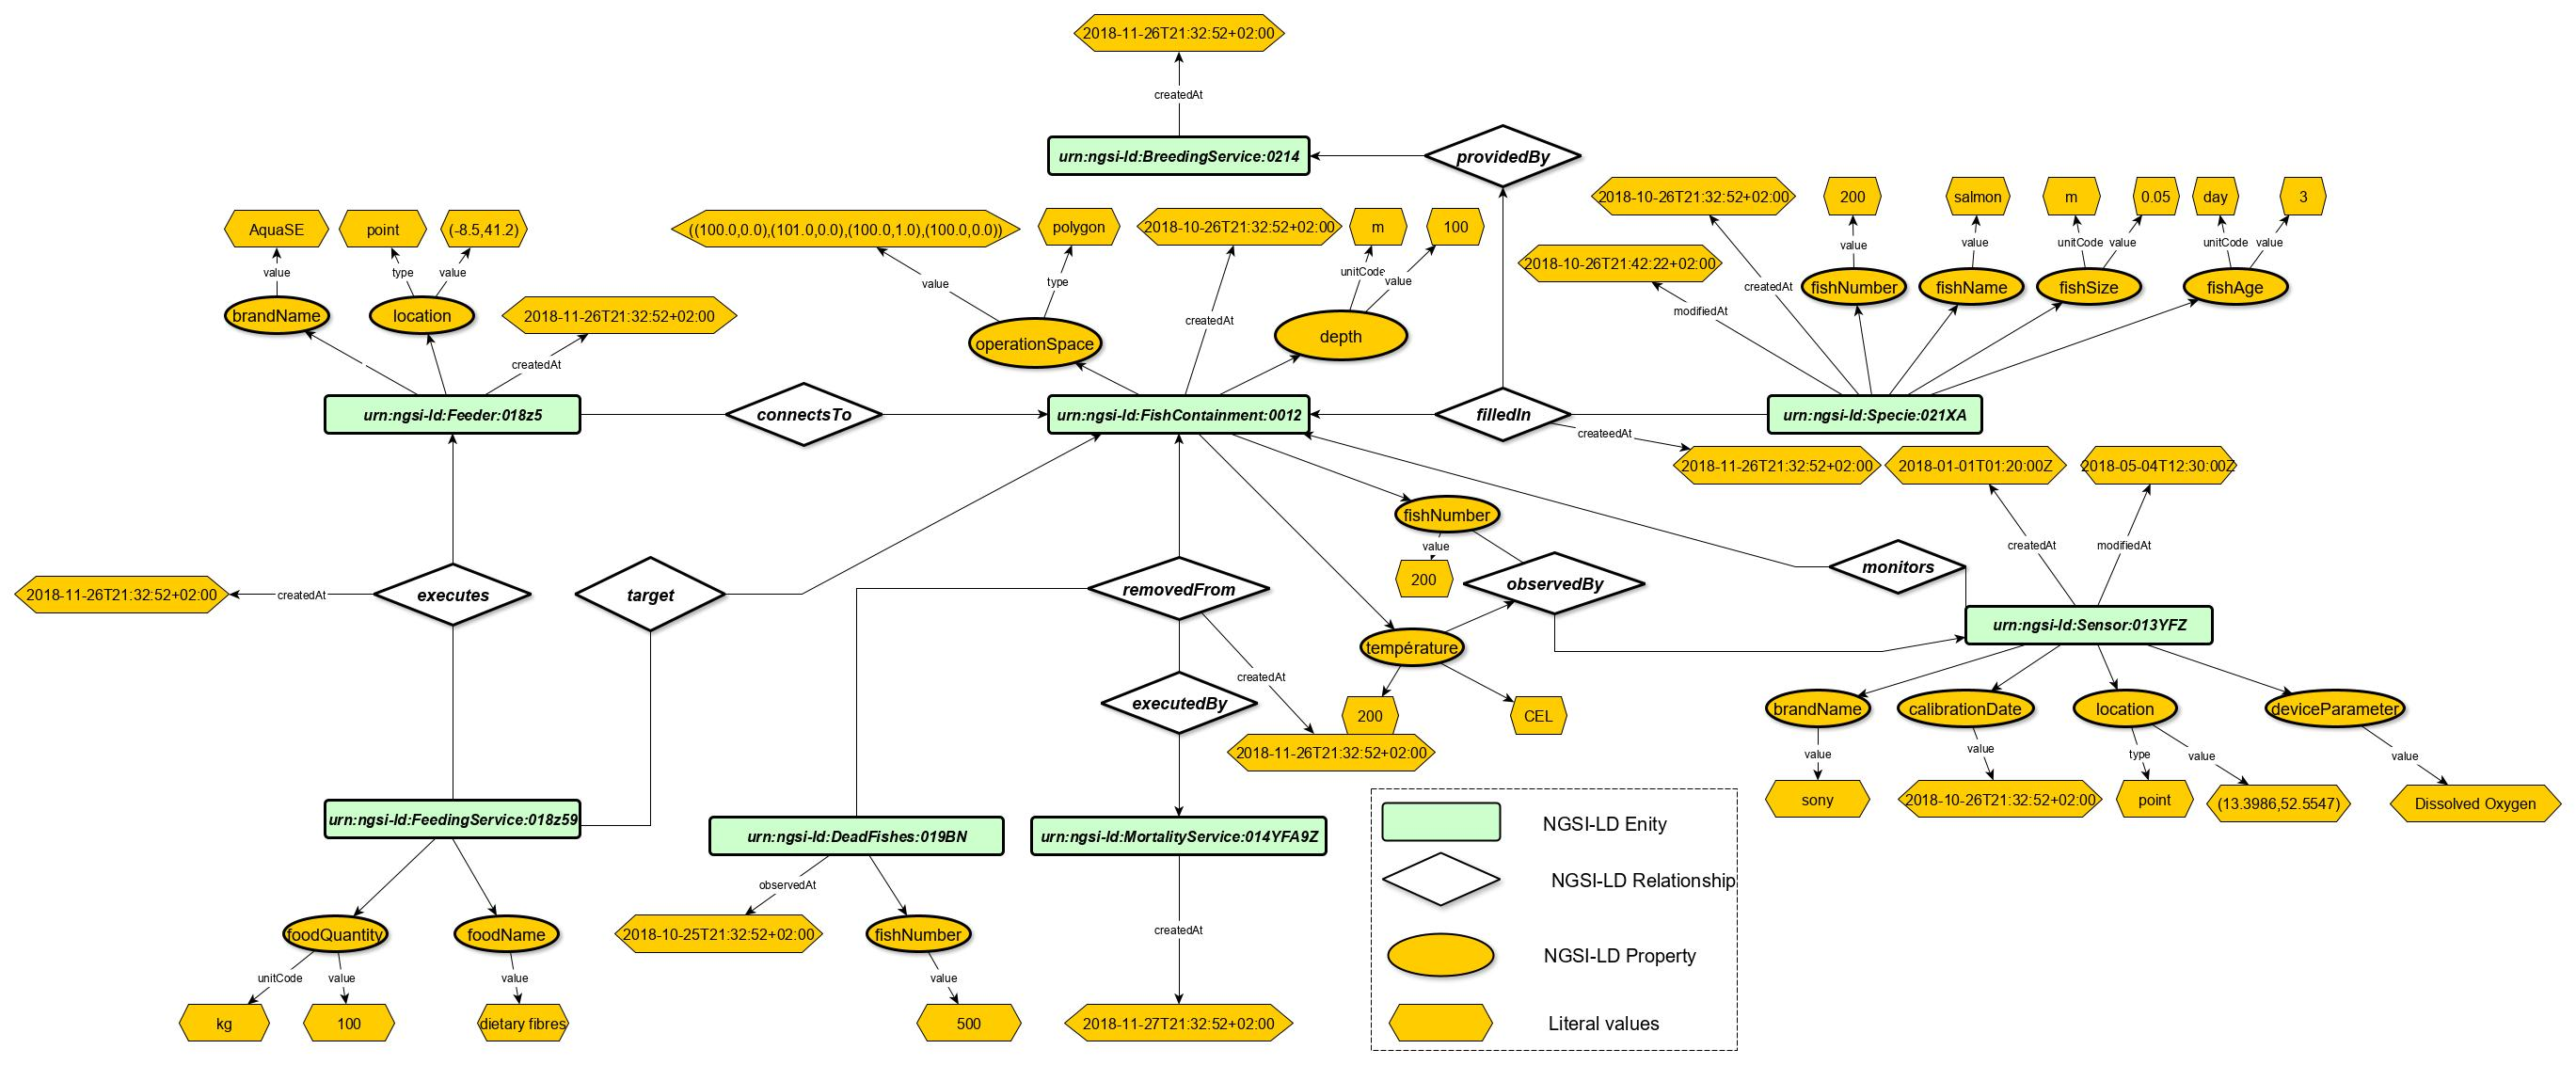 2018-11-26T21:32:52+02:00
createdAt
urn:ngsi-ld:BreedingService:0214
providedBy
AquaSE
point
(-8.5,41.2)
value
type
value
brandName
location
2018-11-26T21:32:52+02:00
createdAt
urn:ngsi-ld:Feeder:018z5
connectsTo
((100.0,0.0),(101.0,0.0),(100.0,1.0),(100.0,0.0))
polygon
2018-10-26T21:32:52+02:00
m
100
value
type
createdAt
unitCode
value
operationSpace
depth
urn:ngsi-ld:FishContainment:0012
filledIn
createedAt
2018-11-26T21:32:52+02:00
2018-10-26T21:32:52+02:00
200
salmon
m
0.05
day
3
2018-10-26T21:42:22+02:00
value
value
unitCode
value
unitCode
value
createdAt
modifiedAt
fishNumber
fishName
fishSize
fishAge
urn:ngsi-ld:Specie:021XA
2018-01-01T01:20:00Z
2018-05-04T12:30:00Z
createdAt
modifiedAt
fishNumber
value
200
observedBy
monitors
urn:ngsi-ld:Sensor:013YFZ
2018-11-26T21:32:52+02:00
createdAt
executes
target
removedFrom
createdAt
2018-11-26T21:32:52+02:00
executedBy
température
200
CEL
brandName
calibrationDate
location
deviceParameter
value
value
type
value
value
sony
2018-10-26T21:32:52+02:00
point
(13.3986,52.5547)
Dissolved Oxygen
urn:ngsi-ld:FeedingService:018z59
urn:ngsi-ld:DeadFishes:019BN
urn:ngsi-ld:MortalityService:014YFA9Z
observedAt
2018-10-25T21:32:52+02:00
fishNumber
value
500
createdAt
2018-11-27T21:32:52+02:00
foodQuantity
foodName
unitCode
value
value
kg
100
dietary fibres
NGSI-LD Enity
NGSI-LD Relationship
NGSI-LD Property
Literal values